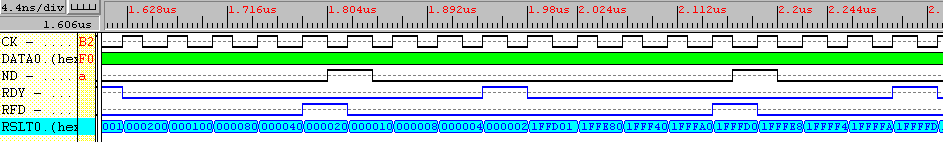 4.4ns/div 1.628us 1.716us 1.804us 1.892us 1.98us 2.024us 2.112us 2.2us 2.244us 2.
1.606us
CK – .... B2
DATA0.(hex F0
ND – .... a
RDY – ....
RFD – ....
RSLT0.(hex 001 000200 000100 000080 000040 000020 000010 000008 000004 000002 1FFD01 1FFE80 1FFF40 1FFFA0 1FFFD0 1FFFE8 1FFFF4 1FFFFA 1FFFFD